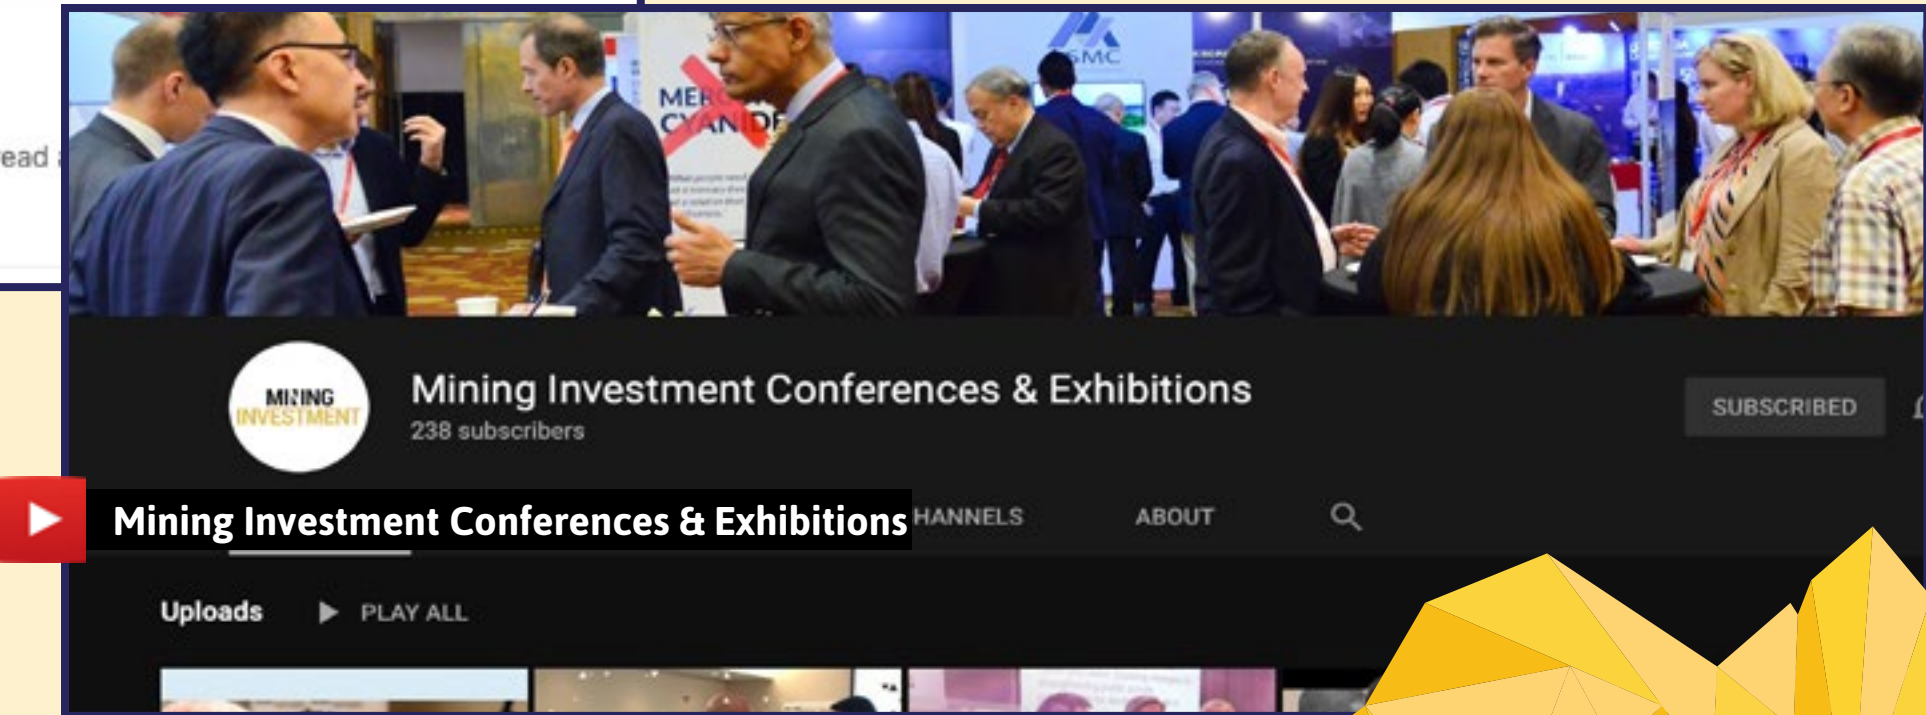 ead
SMC
MERC
CYANIDE
MINING
INVESTMENT
Mining Investment Conferences & Exhibitions
238 subscribers
SUBSCRIBED
Mining Investment Conferences & Exhibitions
HANNELS
ABOUT
Uploads
PLAY ALL